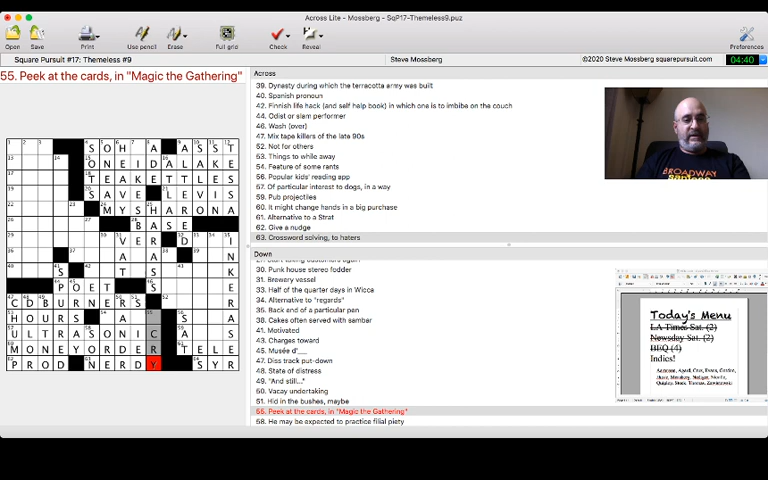 Across Lite - Mossberg - SqP17-Themeless9.puz
Open
Save
Print
Use pencil
Erase
Full grid
Check
Reveal
Preferences
Square Pursuit #17: Themeless #9
Steve Mossberg
©2020 Steve Mossberg squarepursuit.com
04:40
55. Peek at the cards, in "Magic the Gathering"
SOHA ASST
ONEIDALAKE
TEAKETTLES
SAVE LEVIS
MYSHARONA
BASE
POET
CDBURNERS
HOURS
ULTRASONIC
MONEYORDER TELE
PROD NERDY SYR
Across
39. Dynasty during which the terracotta army was built
40. Spanish pronoun
42. Finnish life hack (and self help book) in which one is to imbibe on the couch
44. Odist or slam performer
46. Wash (over)
47. Mix tape killers of the late 90s
52. Not for others
53. Things to while away
54. Feature of some rants
56. Popular kids' reading app
57. Of particular interest to dogs, in a way
59. Pub projectiles
60. It might change hands in a big purchase
61. Alternative to a Strat
62. Give a nudge
63. Crossword solving, to haters
Down
30. Punk house stereo fodder
31. Brewery vessel
33. Half of the quarter days in Wicca
34. Alternative to "regards"
35. Back end of a particular pen
38. Cakes often served with sambar
41. Motivated
43. Charges toward
45. Musée d'___
47. Diss track put-down
48. State of distress
49. "And still..."
50. Vacay undertaking
51. Hid in the bushes, maybe
55. Peek at the cards, in "Magic the Gathering"
58. He may be expected to practice filial piety
BROADWAY
Today's Menu
LA Times Sat. (2)
Newsday Sat. (2)
BEQ (4)
Indies!